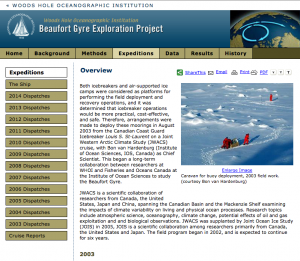 » WOODS HOLE OCEANOGRAPHIC INSTITUTION
Woods Hole Oceanographic Institution
Beaufort Gyre Exploration Project
Home Background Methods Expeditions Data Results History
Expeditions
The Ship
2014 Dispatches
2013 Dispatches
2012 Dispatches
2011 Dispatches
2010 Dispatches
2009 Dispatches
2008 Dispatches
2007 Dispatches
2006 Dispatches
2005 Dispatches
2004 Dispatches
2003 Dispatches
Cruise Reports
Overview
ShareThis Email Print PDF
Both icebreakers and air-supported ice
camps were considered as platforms for
performing the field deployment and
recovery operations, and it was
determined that icebreaker operations
would be more practical, cost-effective,
and safe. Therefore, arrangements were
made to deploy these moorings in August
2003 from the Canadian Coast Guard
Icebreaker Louis S. St-Laurent on a Joint
Western Arctic Climate Study (JWACS)
cruise, with Bon van Hardenburg (Institute
of Ocean Sciences, IOS, Canada) as Chief
Scientist. This began a long-term
collaboration between researchers at
WHOI and Fisheries and Oceans Canada at
the Institute of Ocean Sciences to study
the Beaufort Gyre.
Enlarge Image
Caravan for buoy deployment, 2003 field work.
(courtesy Bon van Hardenburg)
JWACS is a scientific collaboration of
researchers from Canada, the United
States, Japan and China, spanning the Canadian Basin and the Mackenzie Shelf examining
the impacts of climate variability on living and physical ocean processes. Research topics
include atmospheric science, oceanography, climate change, potential effects of oil and gas
exploitation and and biological observations. JWACS was supplanted by Joint Ocean Ice Study
(JOIS) in 2005, JOIS is a scientific collaboration among researchers primarily from Canada,
the United States and Japan. The field program began in 2002, and is expected to continue
for six years.
2003